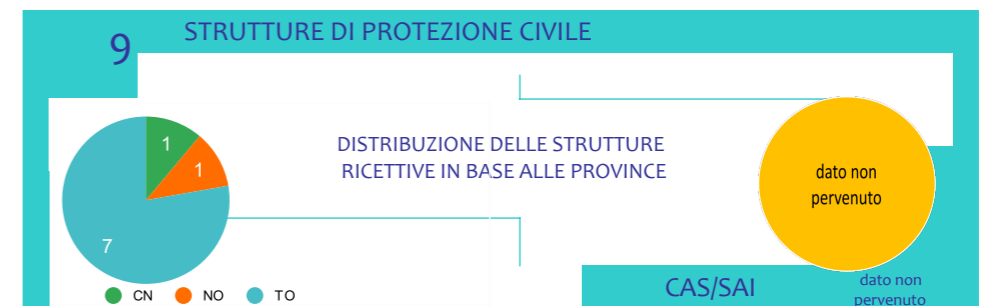 9
STRUTTURE DI PROTEZIONE CIVILE
1
1
7
CN NO TO
DISTRIBUZIONE DELLE STRUTTURE
RICETTIVE IN BASE ALLE PROVINCE
dato non
pervenuto
CAS/SAI
dato non
pervenuto